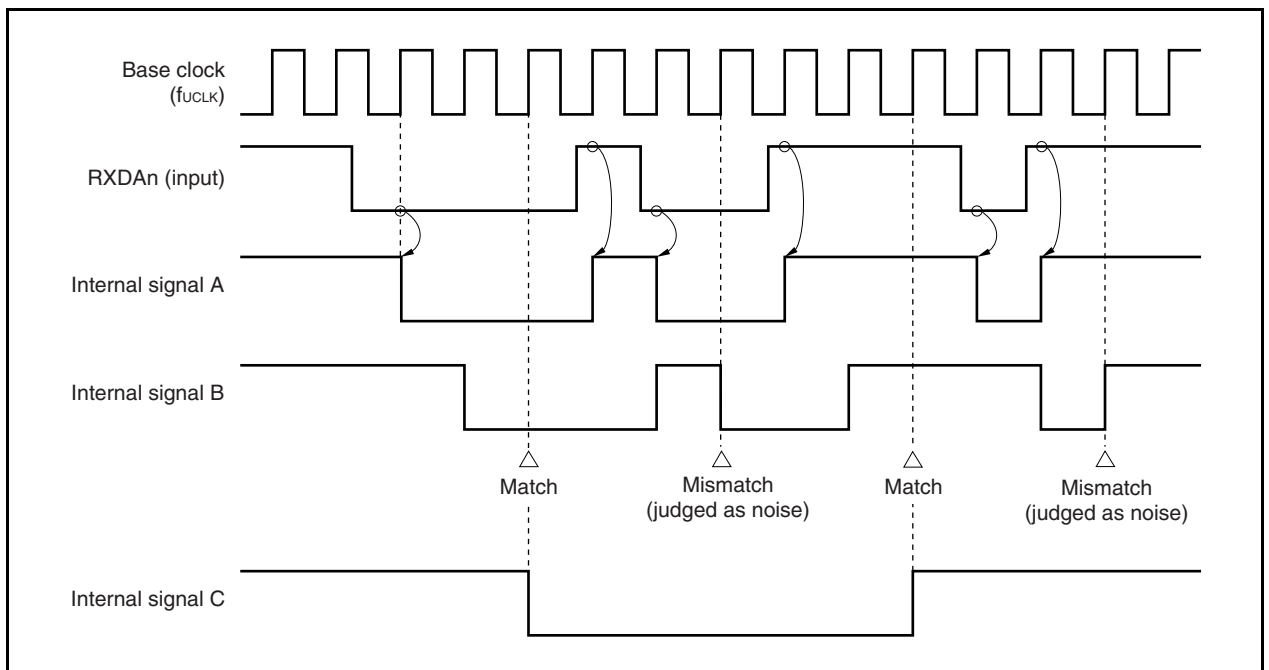 Base clock
(fUCLK)
RXDAn (input)
Internal signal A
Internal signal B
Match
Mismatch
(judged as noise)
Match
Mismatch
(judged as noise)
Internal signal C